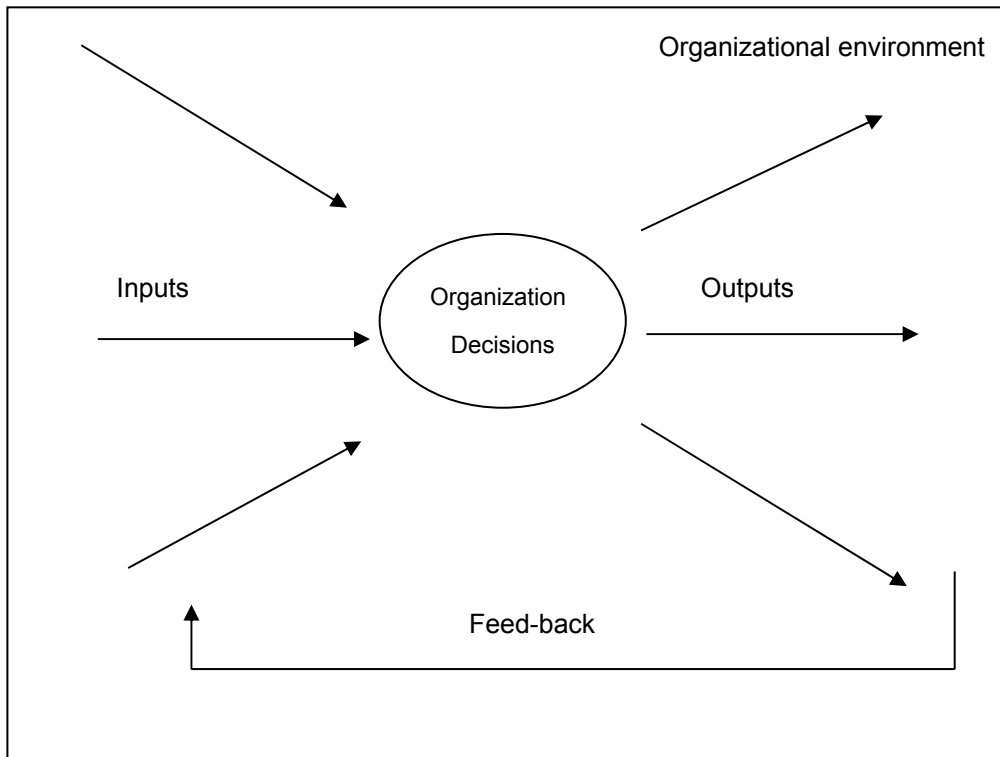 Organizational environment
Inputs
Organization
Decisions
Outputs
Feed-back